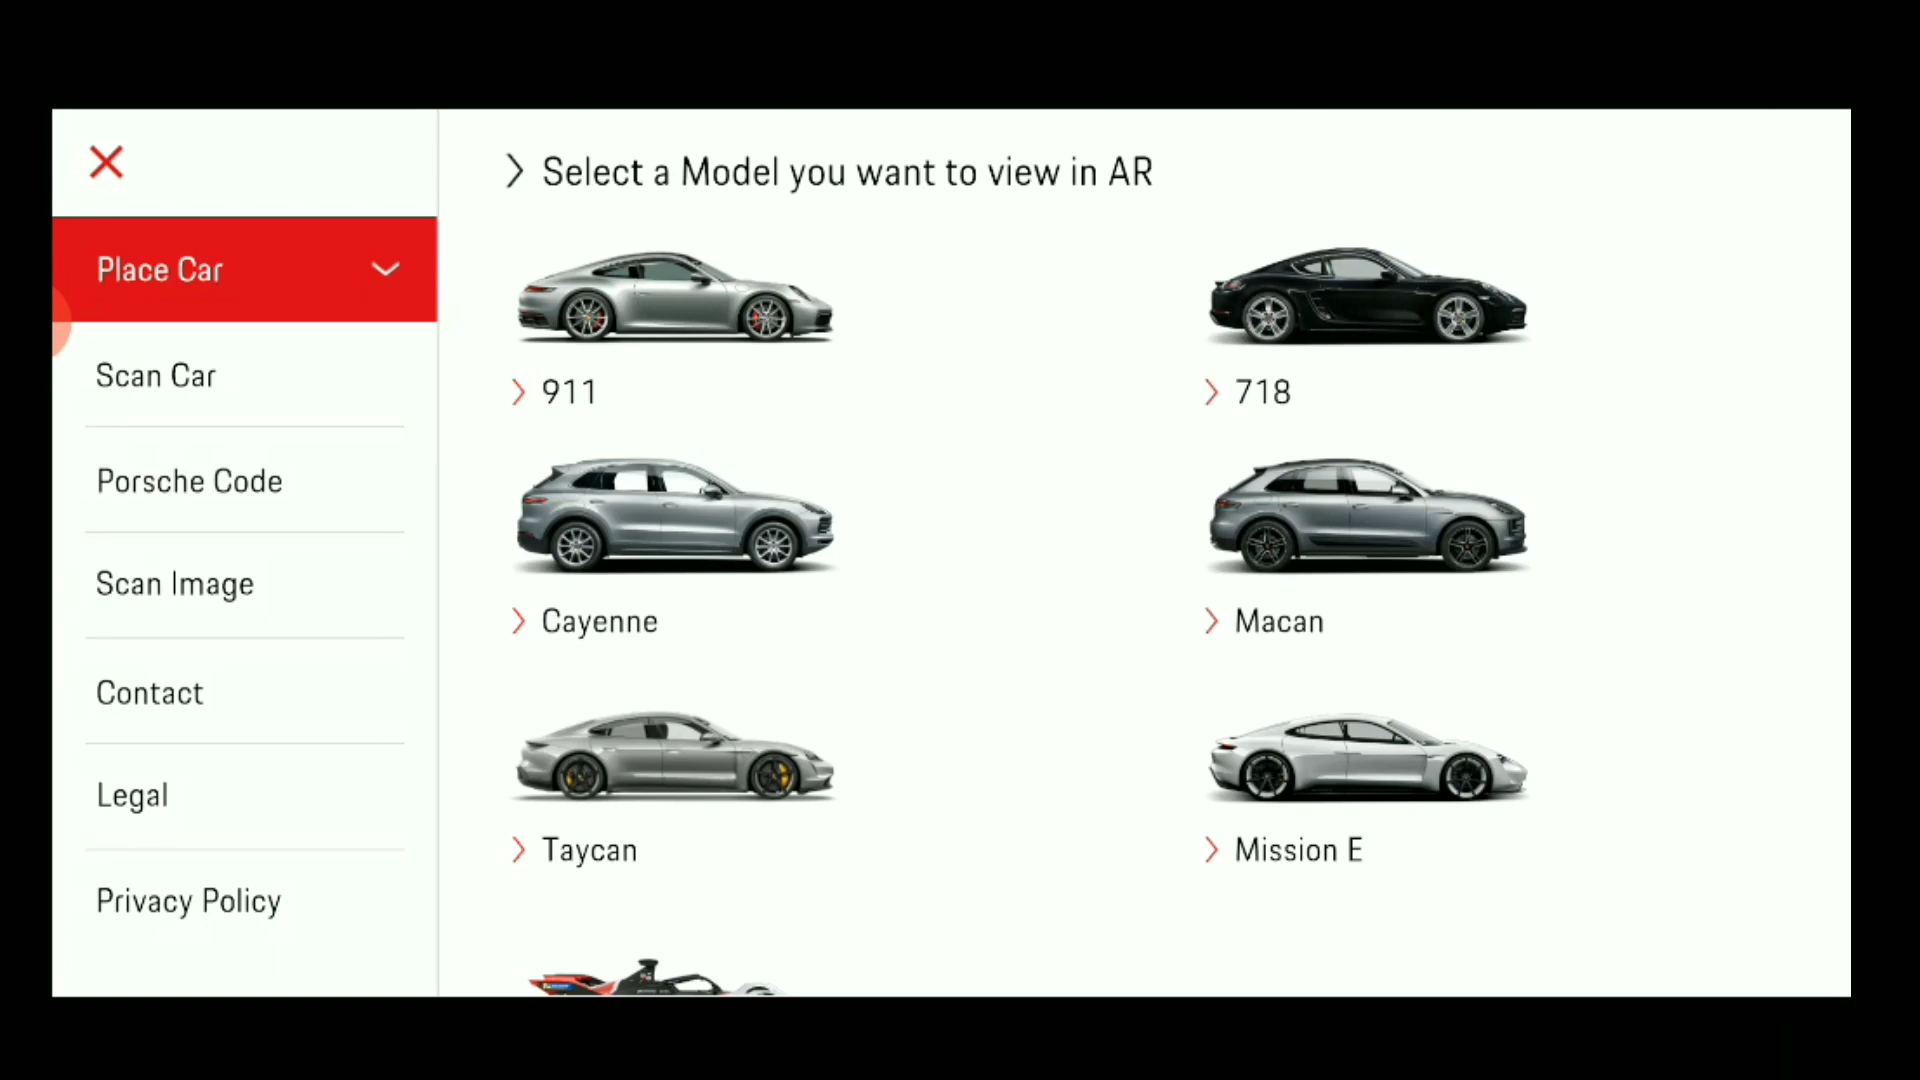 Place Car
Scan Car
Porsche Code
Scan Image
Contact
Legal
Privacy Policy
Select a Model you want to view in AR
911
718
Cayenne
Macan
Taycan
Mission E